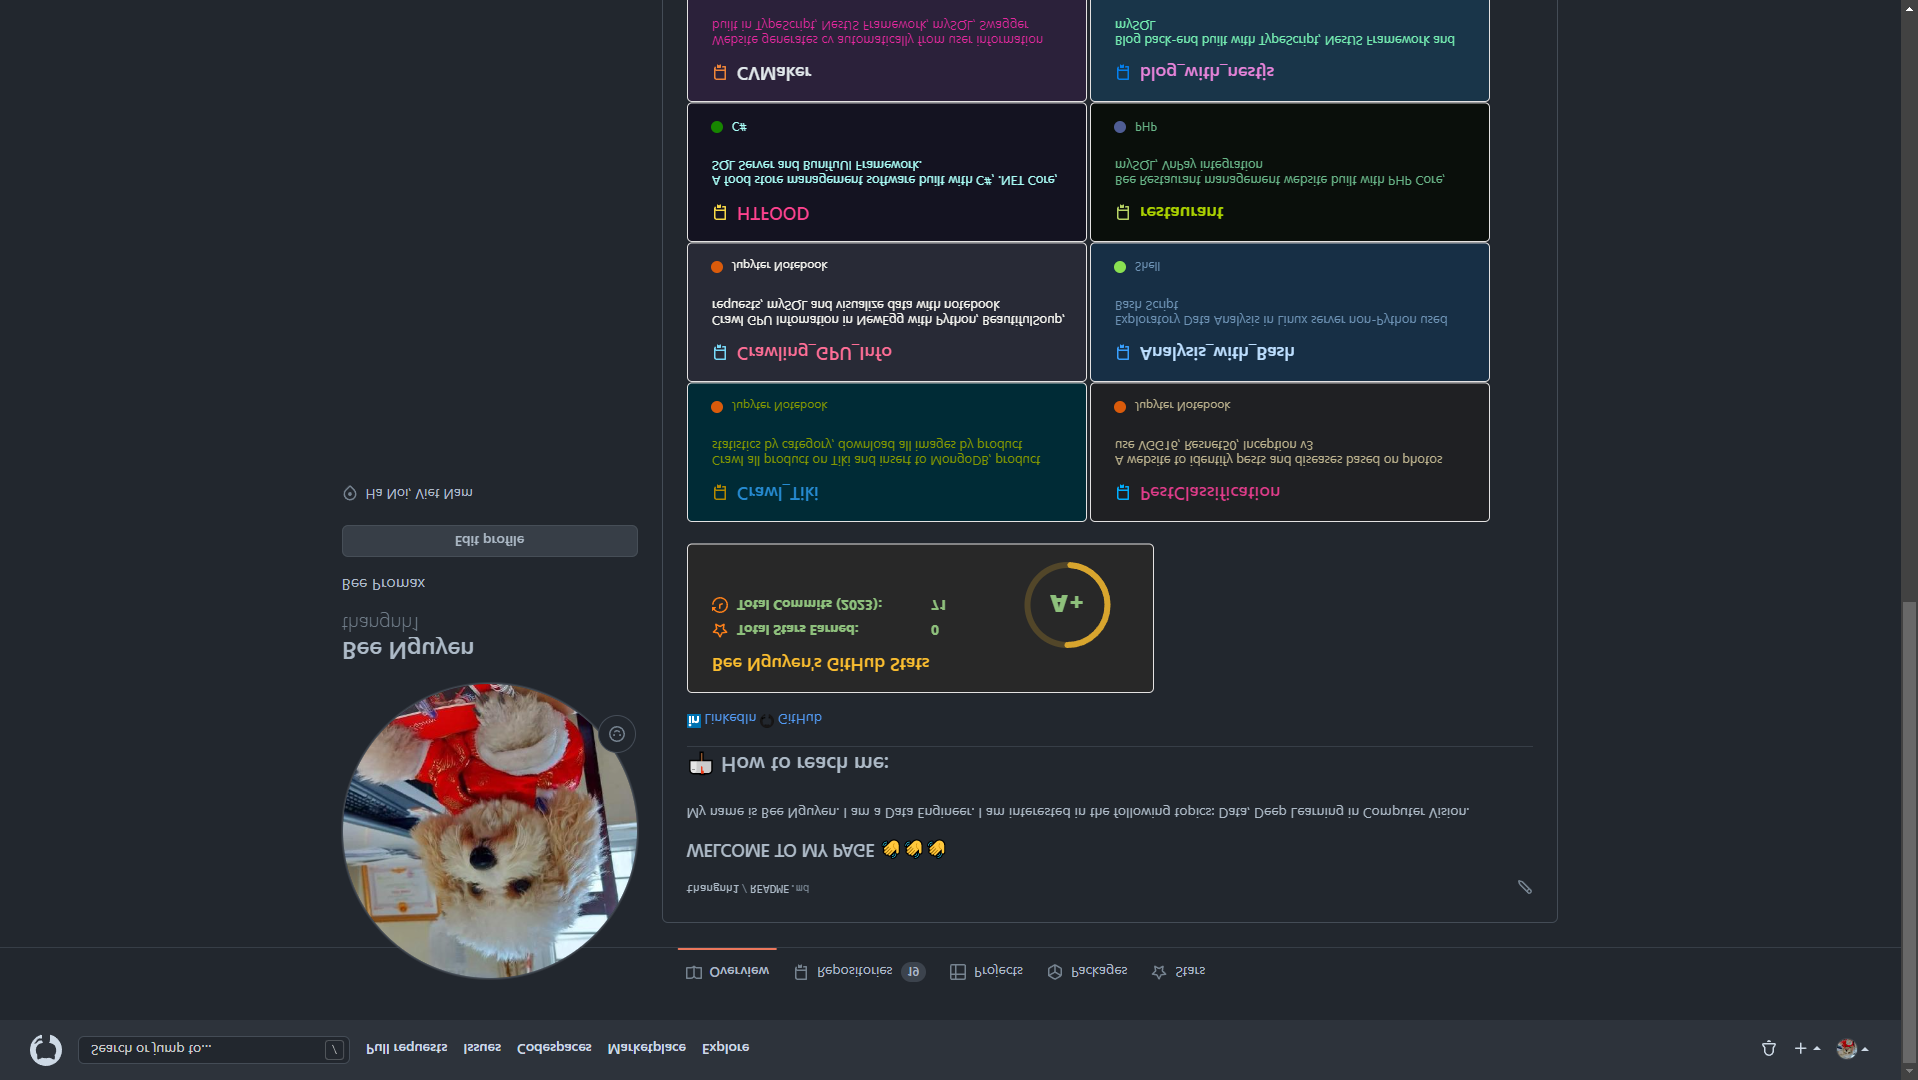 Search or jump to...
/
Pull requests
Issues
Codespaces
Marketplace
Explore
Overview
Repositories 19
Projects
Packages
Stars
Bee Nguyen
thangnh1
Bee Promax
Edit profile
Ha Noi, Viet Nam
thangnh1 / README.md
WELCOME TO MY PAGE 👋👋👋
My name is Bee Nguyen. I am a Data Engineer. I am interested in the following topics: Data, Deep Learning in Computer Vision.
How to reach me:
in LinkedIn GitHub
Bee Nguyen's GitHub Stats
Total Stars Earned: 0
Total Commits (2023): 71
A+
Crawl_Tiki
Crawl all product on Tiki and insert to MongoDB, product
statistics by category, download all images by product
Jupyter Notebook
PestClassification
A website to identify pests and diseases based on photos
use VGG16, Resnet50, Inception v3
Jupyter Notebook
Crawling_GPU_Info
Crawl GPU Infomation in NewEgg with Python, BeautifulSoup,
requests, mySQL and visualize data with notebook
Jupyter Notebook
Analysis_with_Bash
Exploratory Data Analysis in Linux server non-Python used
Bash Script
Shell
HTFOOD
A food store management software built with C#, .NET Core,
SQL Server and BunifuUI Framework.
C#
restaurant
Bee Restaurant management website built with PHP Core,
mySQL, VnPay integration
PHP
CVMaker
Website generates cv automatically from user information
built in TypeScript, NestJS Framework, mySQL, Swagger
blog_with_nestjs
Blog back-end built with TypeScript, NestJS Framework and
mySQL